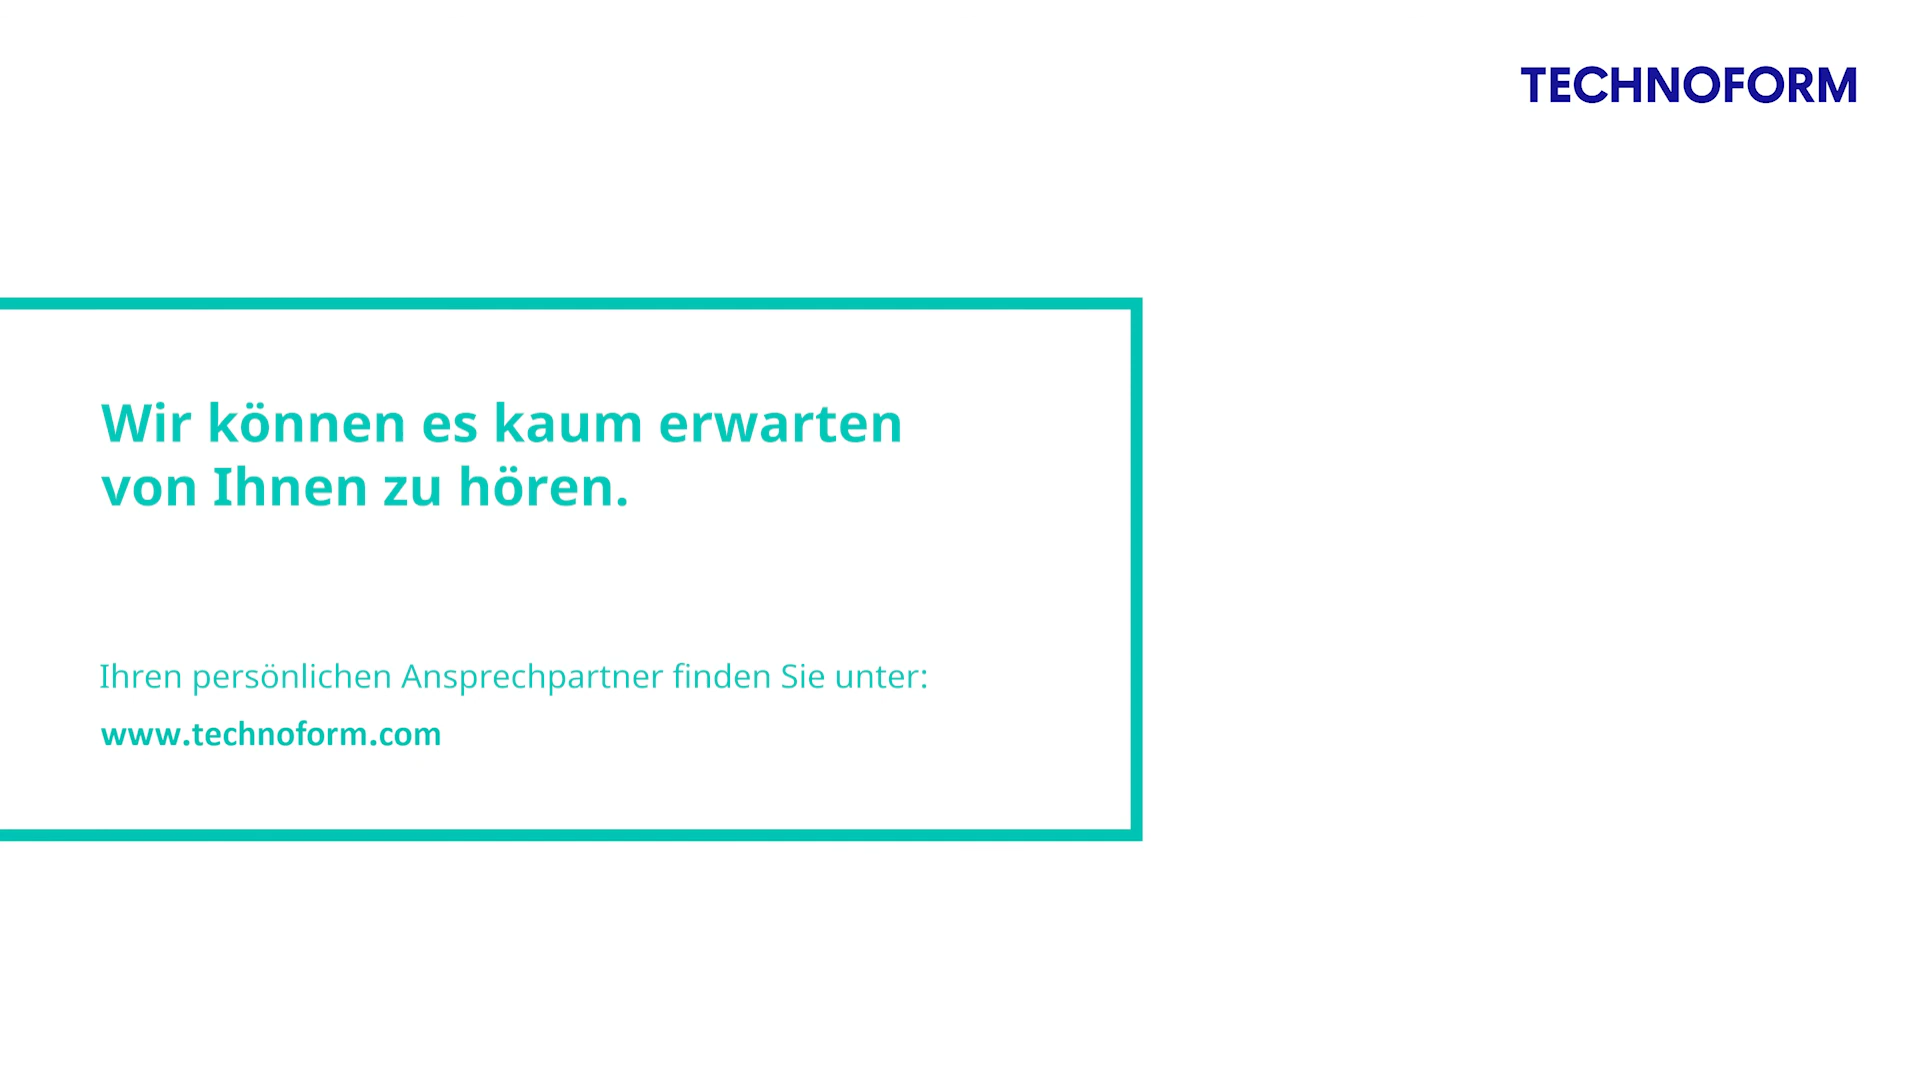 TECHNOFORM
Wir können es kaum erwarten
von Ihnen zu hören.
Ihren persönlichen Ansprechpartner finden Sie unter:
www.technoform.com